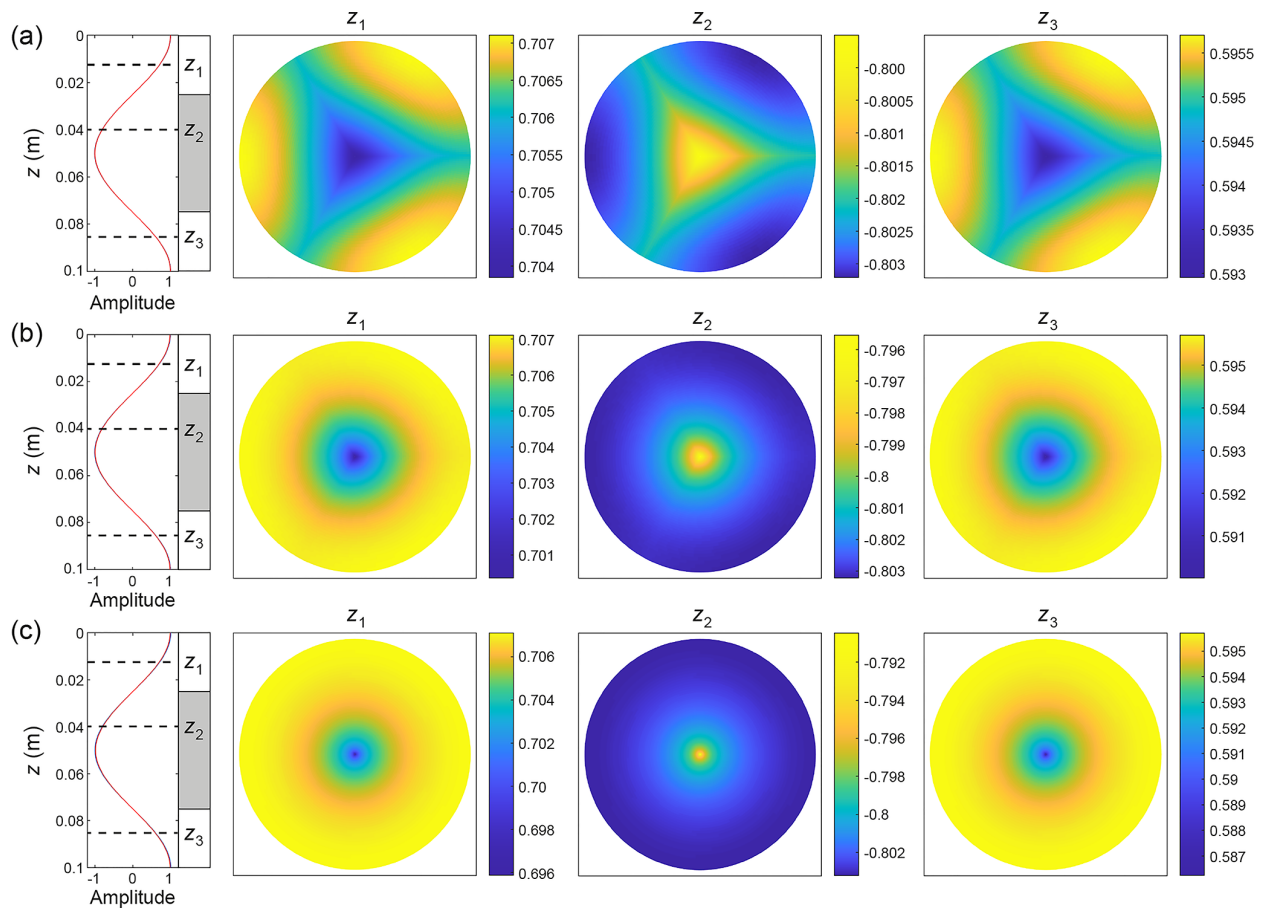 (a)
z1
z2
z3
0
0.02
0.04
0.06
0.08
0.1
z (m)
z1
z2
z3
-1 0 1
Amplitude
0.707
0.7065
0.706
0.7055
0.705
0.7045
0.704
-0.800
-0.8005
-0.801
-0.8015
-0.802
-0.8025
-0.803
0.5955
0.595
0.5945
0.594
0.5935
0.593
(b)
z1
z2
z3
0
0.02
0.04
0.06
0.08
0.1
z (m)
z1
z2
z3
-1 0 1
Amplitude
0.707
0.706
0.705
0.704
0.703
0.702
0.701
-0.796
-0.797
-0.798
-0.799
-0.8
-0.801
-0.802
-0.803
0.595
0.594
0.593
0.592
0.591
(c)
z1
z2
z3
0
0.02
0.04
0.06
0.08
0.1
z (m)
z1
z2
z3
-1 0 1
Amplitude
0.706
0.704
0.702
0.70
0.698
0.696
-0.792
-0.794
-0.796
-0.798
-0.8
-0.802
0.595
0.594
0.593
0.592
0.591
0.59
0.589
0.588
0.587